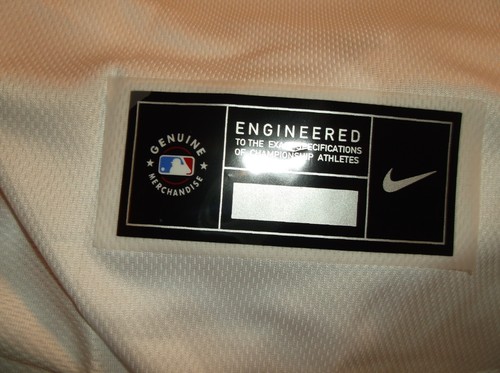 GENUINE
MERCHANDISE
ENGINEERED
TO THE EXACT SPECIFICATIONS
OF CHAMPIONSHIP ATHLETES